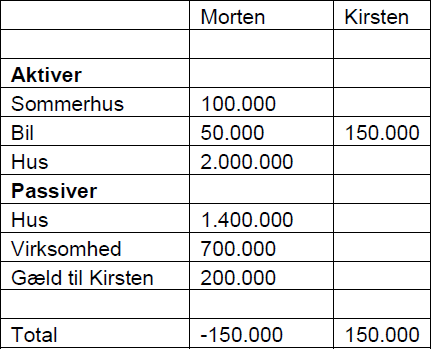 Morten Kirsten
Aktiver
Sommerhus 100.000
Bil 50.000 150.000
Hus 2.000.000
Passiver
Hus 1.400.000
Virksomhed 700.000
Gæld til Kirsten 200.000
Total -150.000 150.000